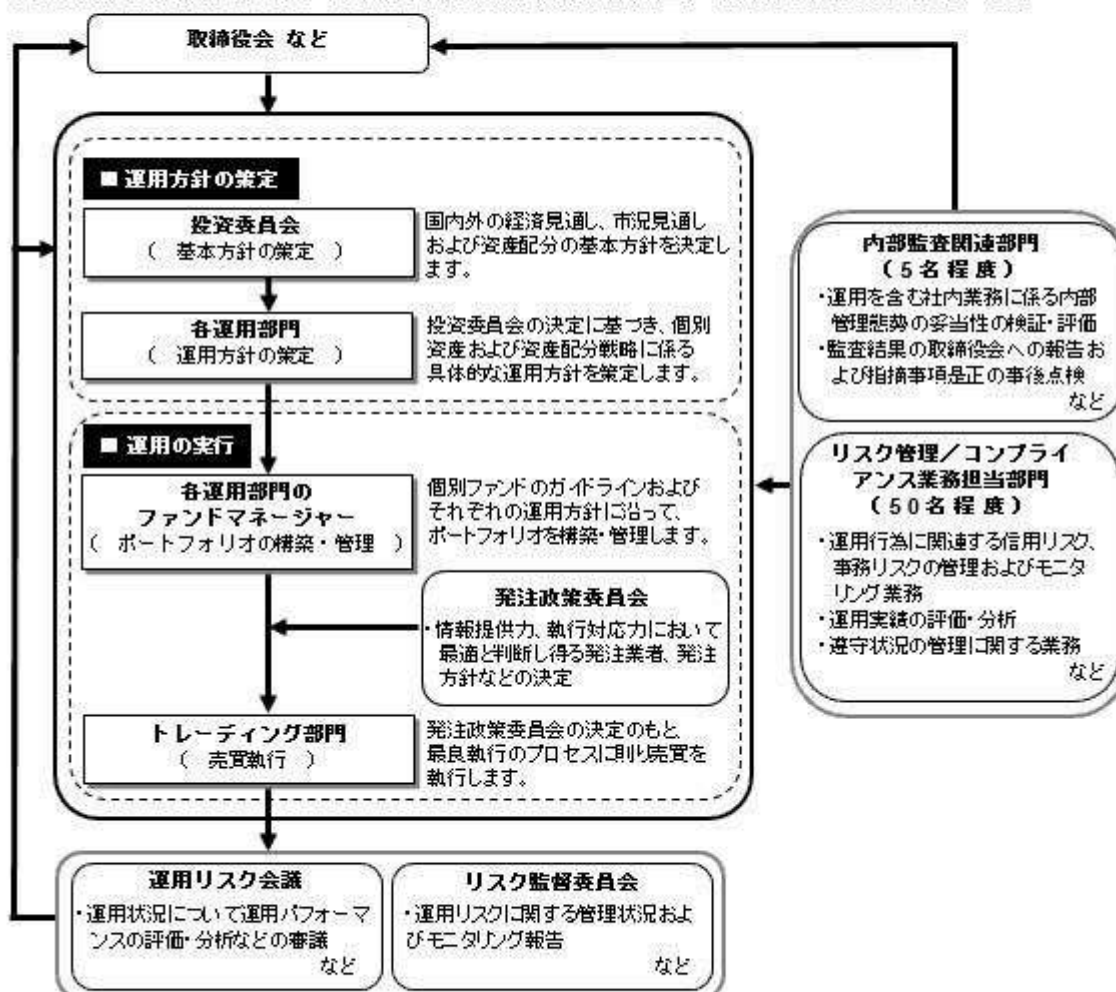 取締役会 など
■ 運用方針の策定
投資委員会
( 基本方針の策定 )
国内外の経済見通し、市況見通し
および資産配分の基本方針を決定し
ます。
各運用部門
( 運用方針の策定 )
投資委員会の決定に基づき、個別
資産および資産配分戦略に係る
具体的な運用方針を策定します。
■ 運用の実行
各運用部門の
ファンドマネージャー
( ポートフォリオの構築・管理 )
個別ファンドのガイドラインおよび
それぞれの運用方針に沿って、
ポートフォリオを構築・管理します。
発注政策委員会
・情報提供力、執行対応力において
最適と判断し得る発注業者、発注
方針などの決定
トレーディング部門
( 売買執行 )
発注政策委員会の決定のもと
最良執行のプロセスに則り売買を
執行します。
内部監査関連部門
(5名程度)
・運用を含む社内業務に係る内部
管理態勢の妥当性の検証・評価
・監査結果の取締役会への報告お
よび指摘事項是正の事後点検
など
リスク管理/コンプライ
アンス業務担当部門
(50名程度)
・運用行為に関連する信用リスク、
事務リスクの管理およびモニタ
リング業務
・運用実績の評価・分析
・遵守状況の管理に関する業務
など
運用リスク会議
・運用状況について運用パフォーマ
ンスの評価・分析などの審議
など
リスク監督委員会
・運用リスクに関する管理状況およ
びモニタリング報告
など